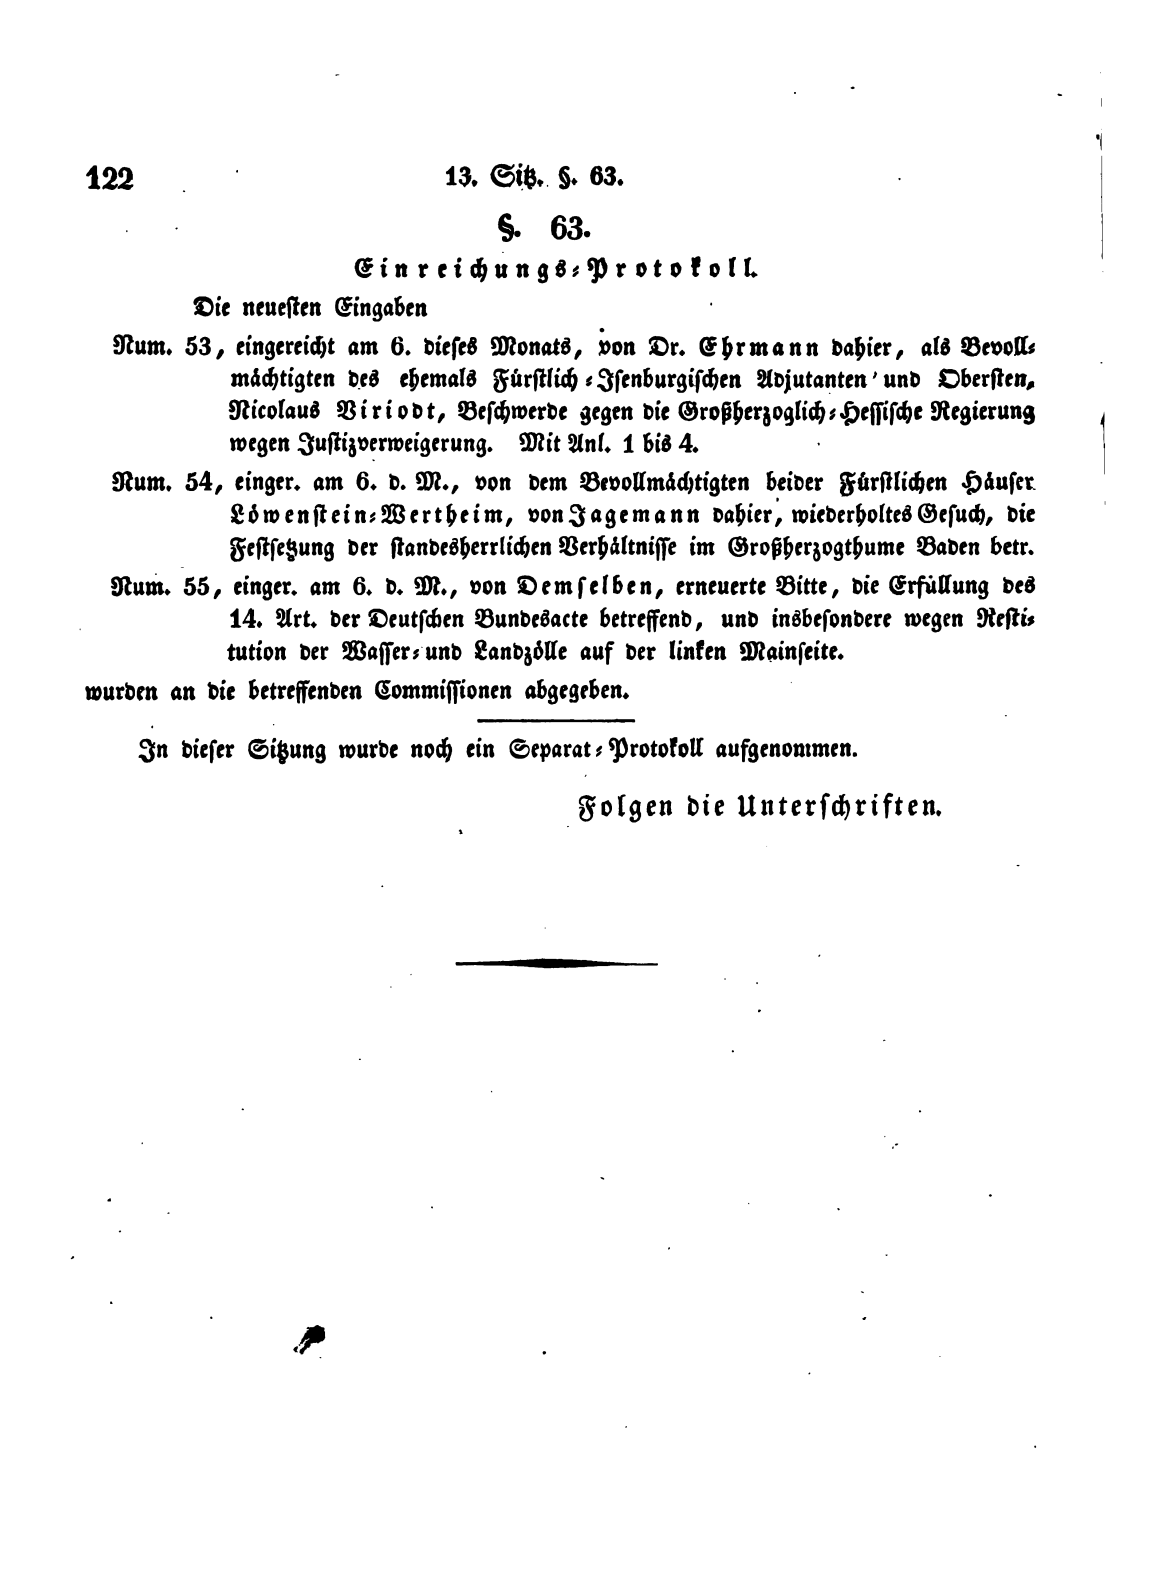 122 13. Sitz. §. 63.
§. 63.
Einreichungs-Protokoll.
Die neuesten Eingaben
Num. 53, eingereicht am 6. dieses Monats, von Dr. Ehrmann dahier, als Bevoll-
mächtigten des ehemals Fürstlich-Isenburgischen Adjutanten und Obersten,
Nicolaus Viriodt, Beschwerde gegen die Großherzoglich-Hessische Regierung
wegen Justizverweigerung. Mit Anl. 1 bis 4.
Num. 54, einger. am 6. d. M., von dem Bevollmächtigten beider Fürstlichen Häuser
Löwenstein-Wertheim, von Jagemann dahier, wiederholtes Gesuch, die
Festsetzung der standesherrlichen Verhältnisse im Großherzogthume Baden betr.
Num. 55, einger. am 6. d. M., von Demselben, erneuerte Bitte, die Erfüllung des
14. Art. der Deutschen Bundesacte betreffend, und insbesondere wegen Resti-
tution der Wasser- und Landzölle auf der linken Mainseite.
wurden an die betreffenden Commissionen abgegeben.
In dieser Sitzung wurde noch ein Separat-Protokoll aufgenommen.
Folgen die Unterschriften.